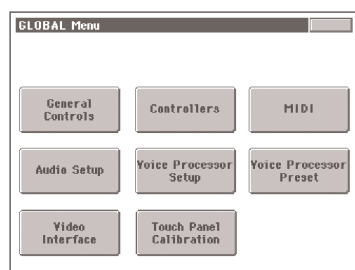 GLOBAL Menu
General
Controls
Controllers
MIDI
Audio Setup
Voice Processor
Setup
Voice Processor
Preset
Video
Interface
Touch Panel
Calibration